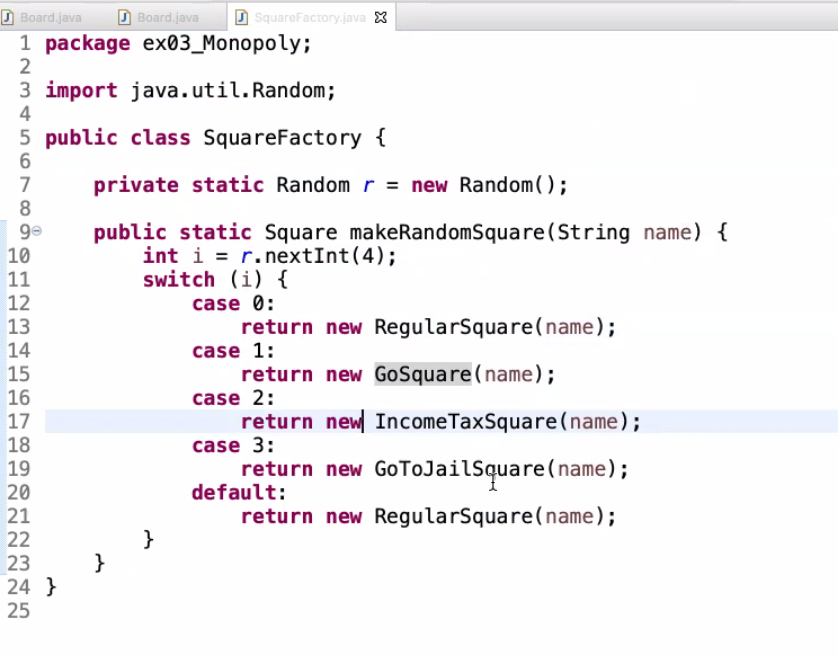 Board.java Board.java SquareFactory.java
1 package ex03_Monopoly;
2
3 import java.util.Random;
4
5 public class SquareFactory {
6
7     private static Random r = new Random();
8
9     public static Square makeRandomSquare(String name) {
10         int i = r.nextInt(4);
11         switch (i) {
12             case 0:
13                 return new RegularSquare(name);
14             case 1:
15                 return new GoSquare(name);
16             case 2:
17                 return new IncomeTaxSquare(name);
18             case 3:
19                 return new GoToJailSquare(name);
20             default:
21                 return new RegularSquare(name);
22         }
23     }
24 }
25